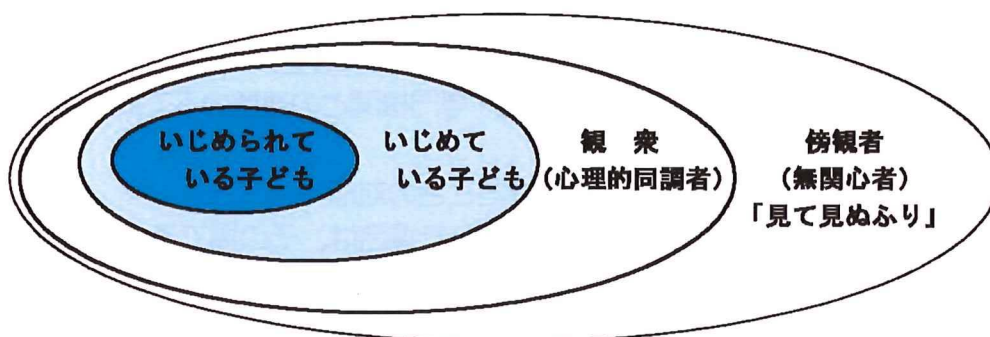 いじめられて
いる子ども
いじめて
いる子ども
観　衆
(心理的同調者)
傍観者
(無関心者)
「見て見ぬふり」